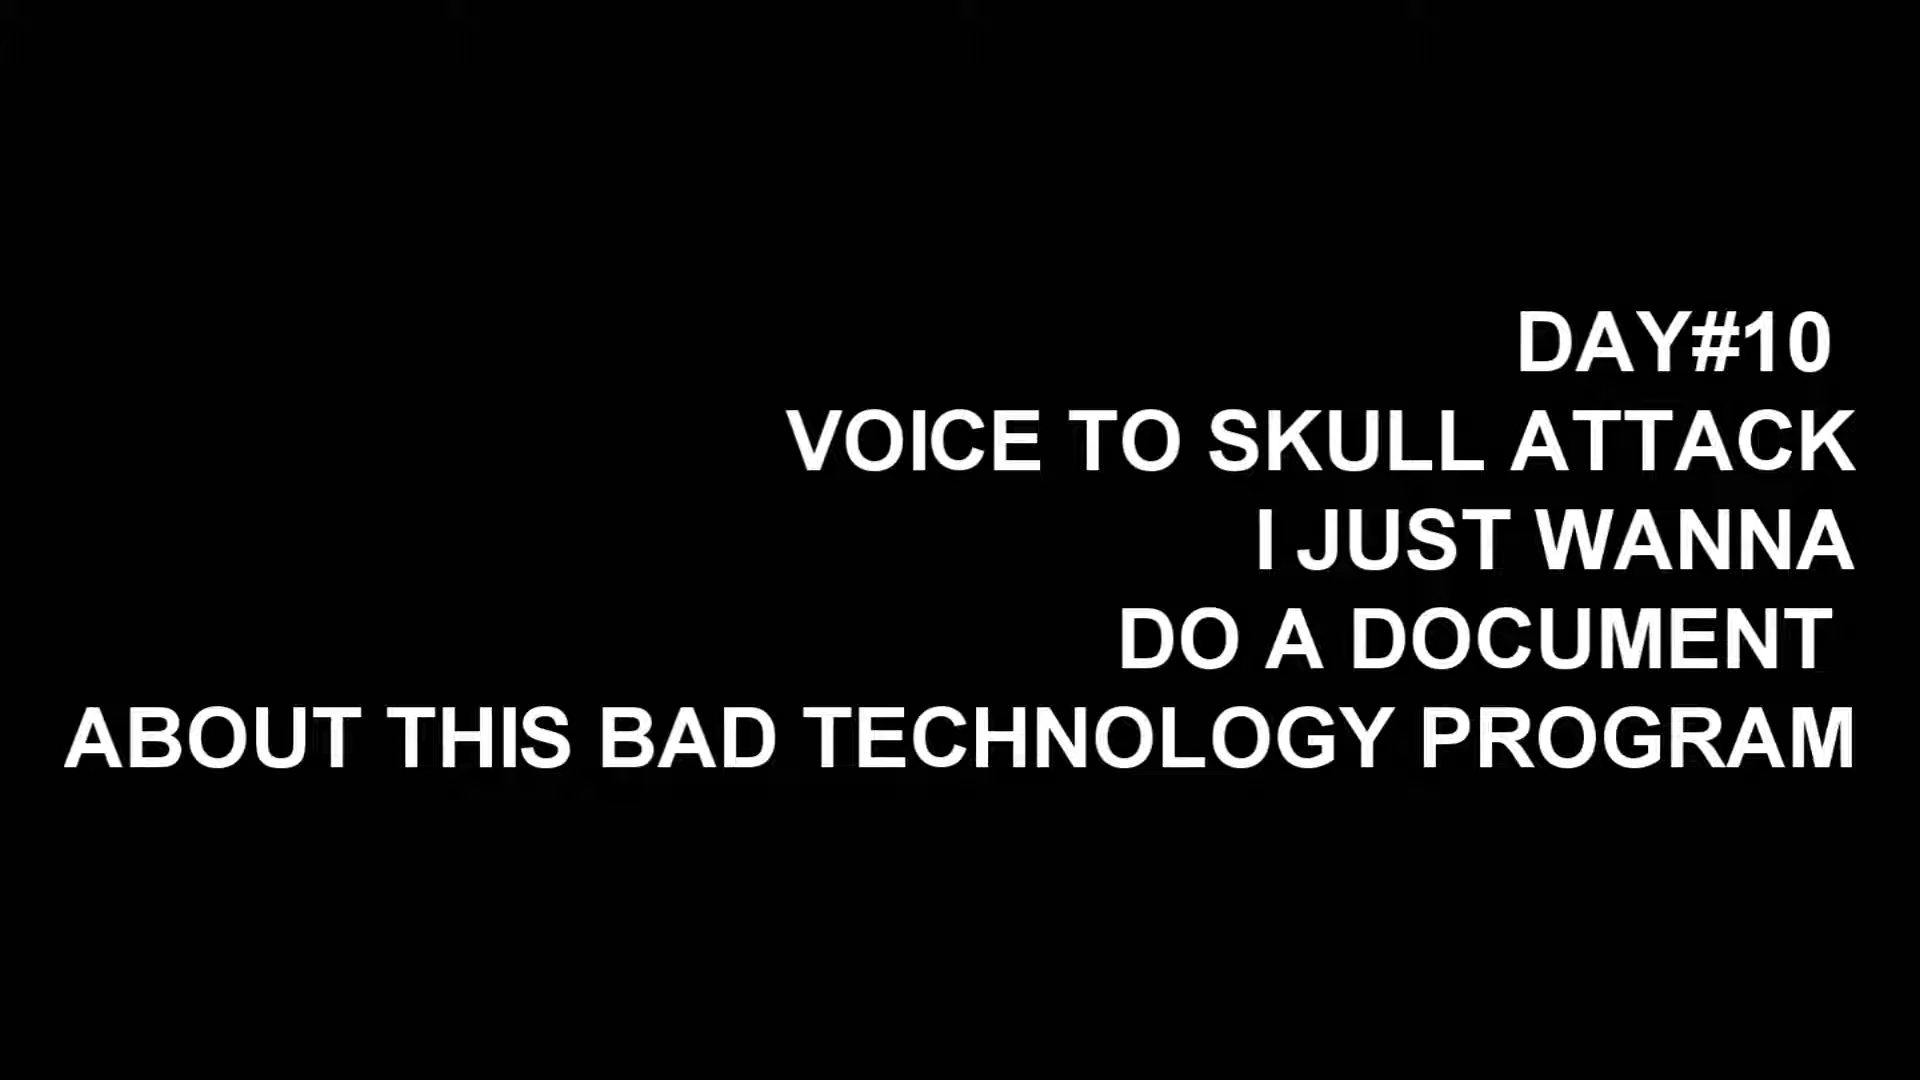 DAY#10
VOICE TO SKULL ATTACK
I JUST WANNA
DO A DOCUMENT
ABOUT THIS BAD TECHNOLOGY PROGRAM